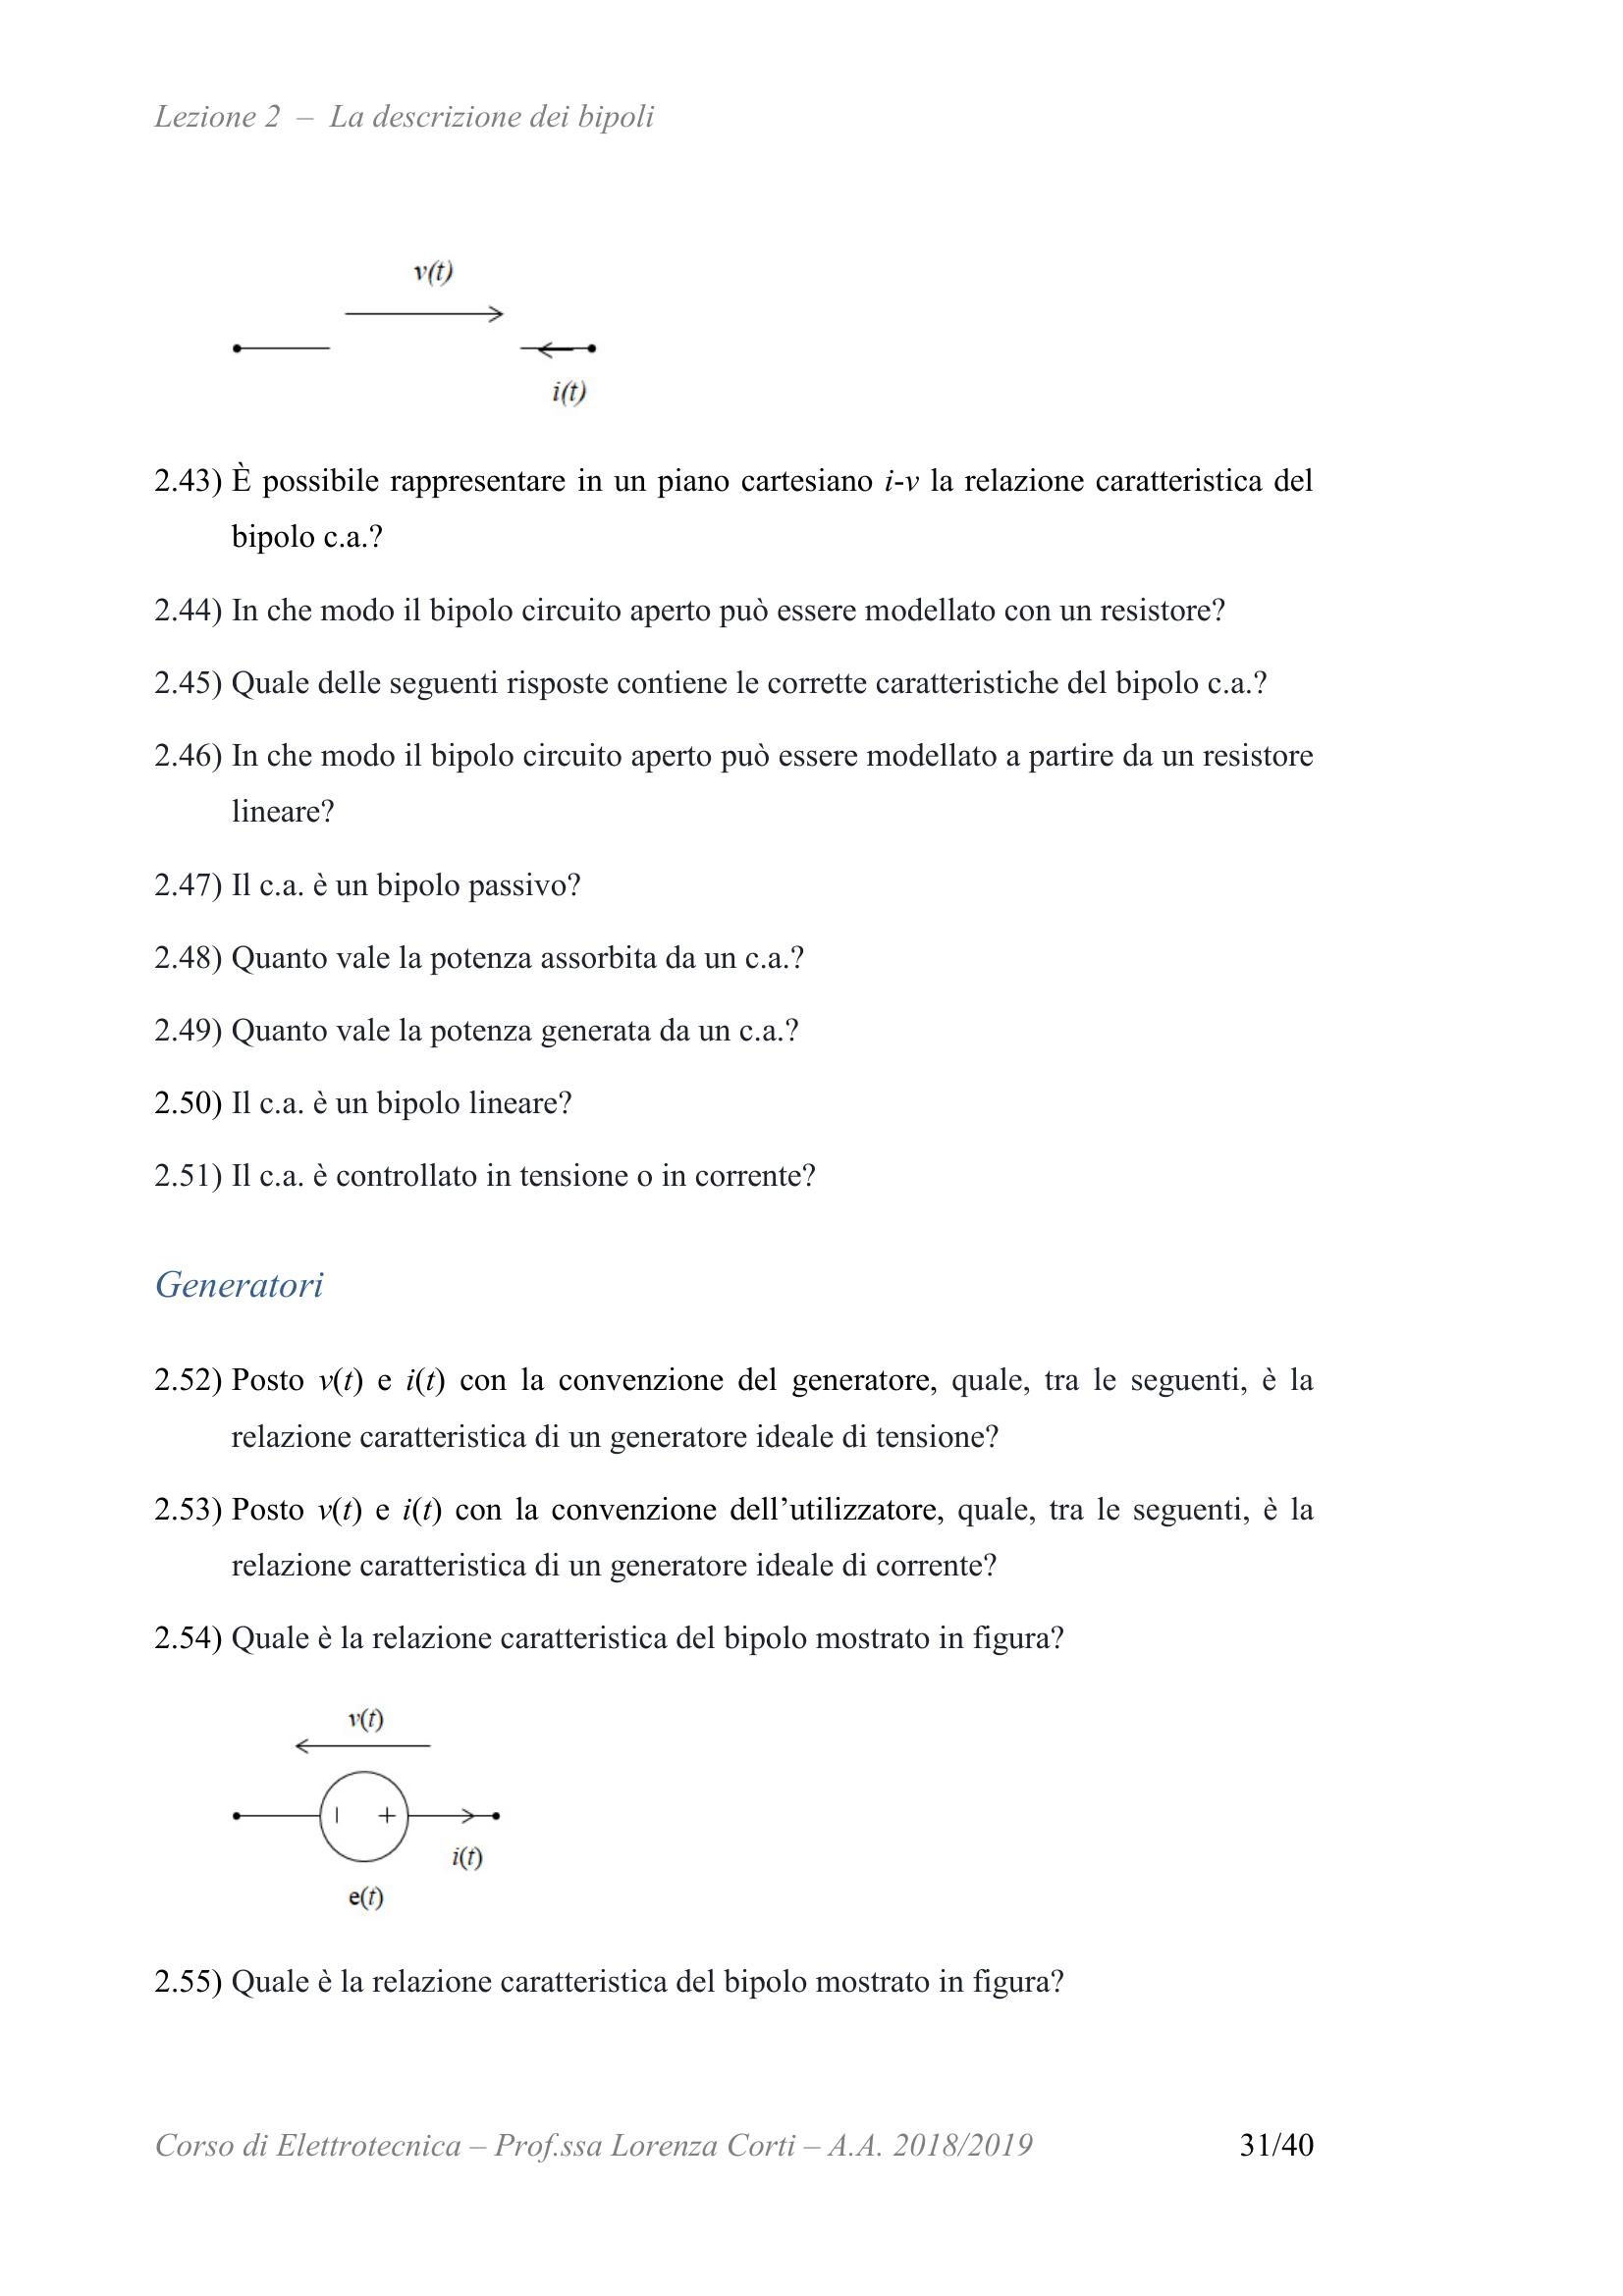 Lezione 2 – La descrizione dei bipoli
v(t)
i(t)
2.43) È possibile rappresentare in un piano cartesiano i-v la relazione caratteristica del
bipolo c.a.?
2.44) In che modo il bipolo circuito aperto può essere modellato con un resistore?
2.45) Quale delle seguenti risposte contiene le corrette caratteristiche del bipolo c.a.?
2.46) In che modo il bipolo circuito aperto può essere modellato a partire da un resistore
lineare?
2.47) Il c.a. è un bipolo passivo?
2.48) Quanto vale la potenza assorbita da un c.a.?
2.49) Quanto vale la potenza generata da un c.a.?
2.50) Il c.a. è un bipolo lineare?
2.51) Il c.a. è controllato in tensione o in corrente?
Generatori
2.52) Posto v(t) e i(t) con la convenzione del generatore, quale, tra le seguenti, è la
relazione caratteristica di un generatore ideale di tensione?
2.53) Posto v(t) e i(t) con la convenzione dell’utilizzatore, quale, tra le seguenti, è la
relazione caratteristica di un generatore ideale di corrente?
2.54) Quale è la relazione caratteristica del bipolo mostrato in figura?
v(t)
| +
i(t)
e(t)
2.55) Quale è la relazione caratteristica del bipolo mostrato in figura?
Corso di Elettrotecnica – Prof.ssa Lorenza Corti – A.A. 2018/2019 31/40